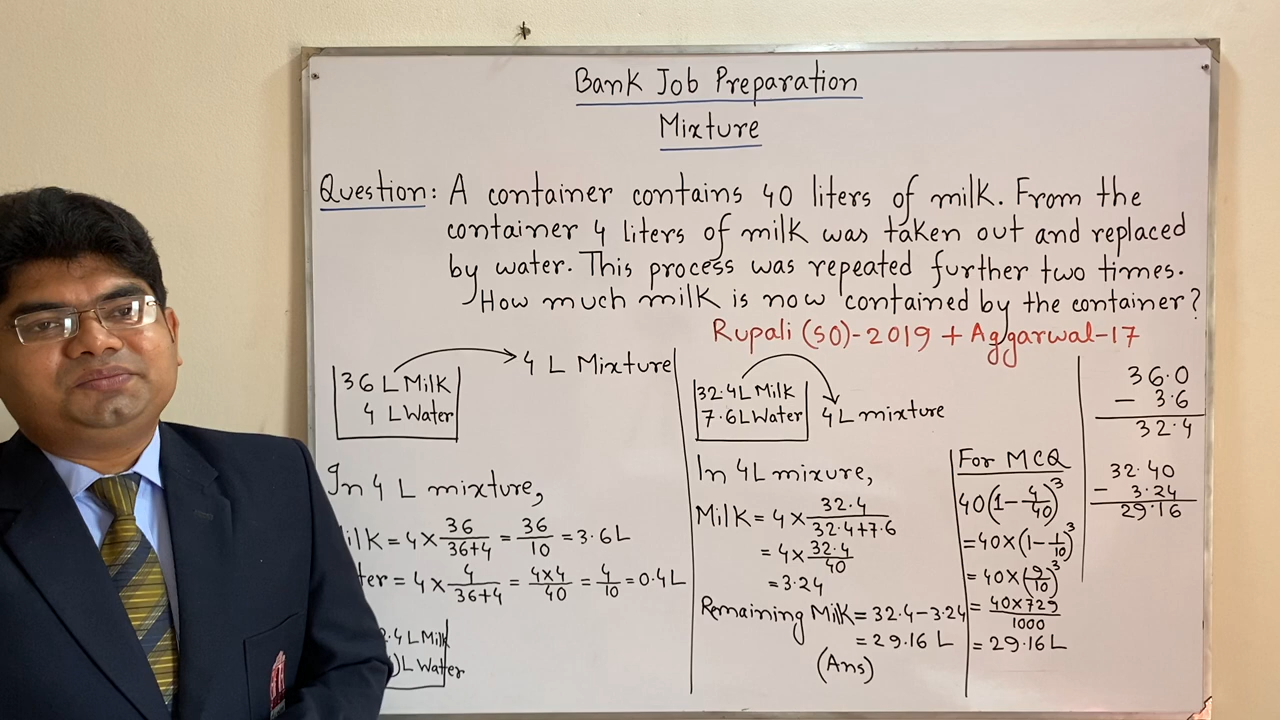 Bank Job Preparation
Mixture
Question: A container contains 40 liters of milk. From the
container 4 liters of milk was taken out and replaced
by water. This process was repeated further two times.
How much milk is now contained by the container?
Rupali (SO)-2019 + Aggarwal-17
36 L Milk
4 L Water
4 L Mixture
In 4 L mixture,
ilk = 4 × 36/(36+4) = 36/10 = 3.6 L
ter = 4 × 4/(36+4) = (4×4)/40 = 4/10 = 0.4 L
.4 L Milk
) L Water
32.4L Milk
7.6L Water
4L mixture
In 4L mixure,
Milk = 4 × 32.4/(32.4+7.6)
= 4 × 32.4/40
= 3.24
Remaining Milk = 32.4 - 3.24
= 29.16 L
(Ans)
For MCQ
40(1 - 4/40)³
= 40 × (1 - 1/10)³
= 40 × (9/10)³
= (40×729)/1000
= 29.16 L
36.0
- 3.6
32.4
32.40
- 3.24
29.16